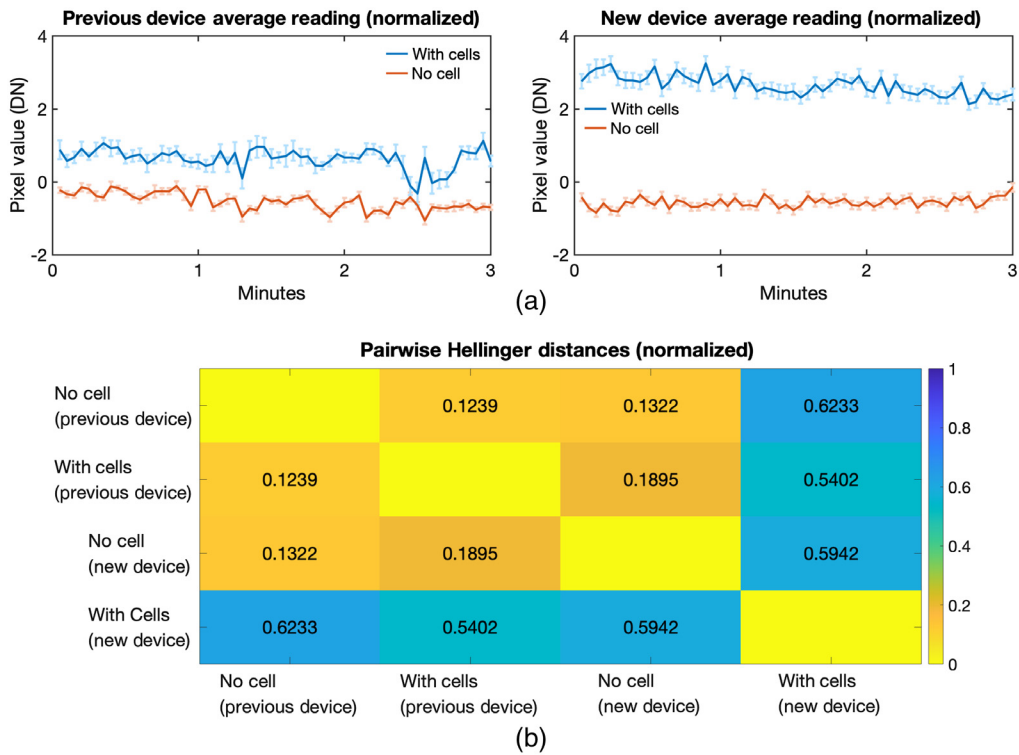 Previous device average reading (normalized)
4
2
0
-2
Pixel value (DN)
With cells
No cell
0
1
2
3
Minutes
New device average reading (normalized)
4
2
0
-2
Pixel value (DN)
With cells
No cell
0
1
2
3
Minutes
(a)
Pairwise Hellinger distances (normalized)
No cell
(previous device)
0.1239
0.1322
0.6233
With cells
(previous device)
0.1239
0.1895
0.5402
No cell
(new device)
0.1322
0.1895
0.5942
With Cells
(new device)
0.6233
0.5402
0.5942
1
0.8
0.6
0.4
0.2
0
No cell
(previous device)
With cells
(previous device)
No cell
(new device)
With cells
(new device)
(b)